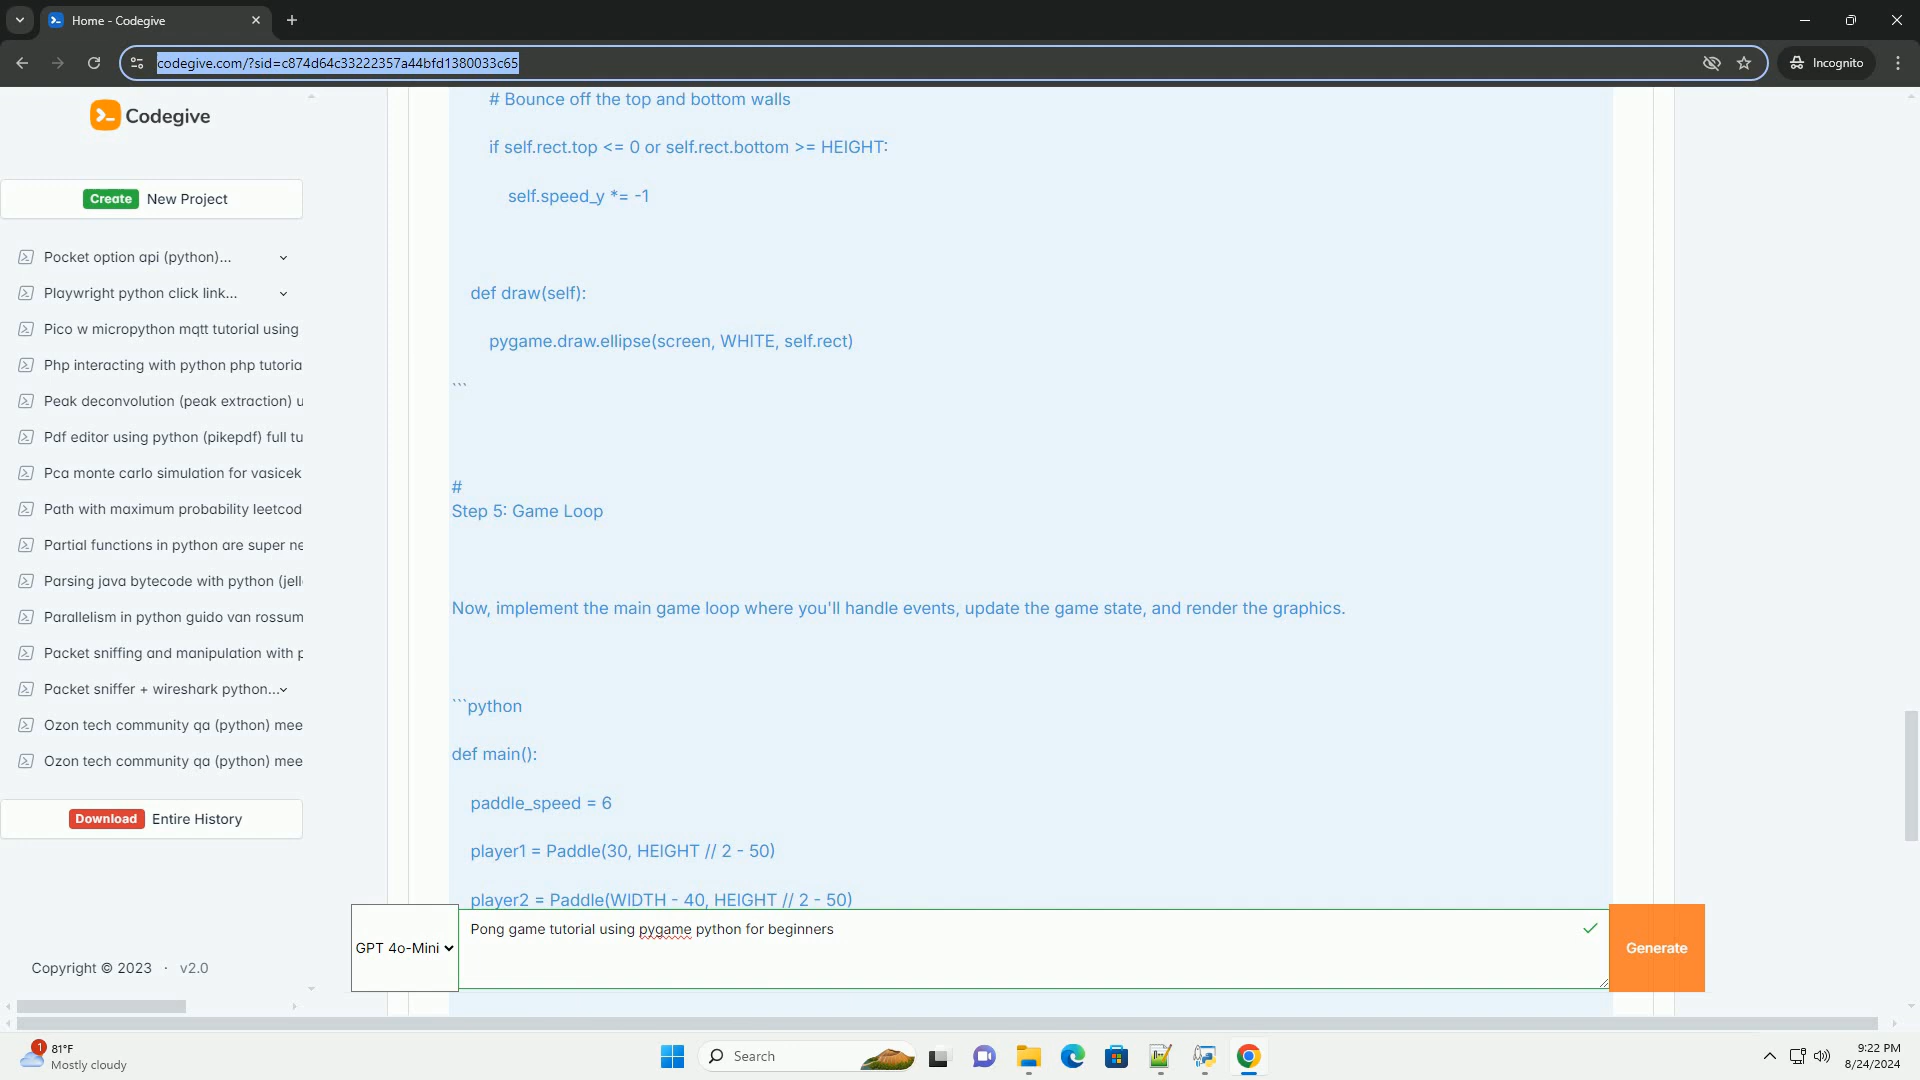 Home - Codegive
codegive.com/?sid=c874d64c33222357a44bfd1380033c65
Incognito
Codegive
Create New Project
Pocket option api (python)...
Playwright python click link...
Pico w micropython mqtt tutorial using
Php interacting with python php tutoria
Peak deconvolution (peak extraction) u
Pdf editor using python (pikepdf) full tu
Pca monte carlo simulation for vasicek
Path with maximum probability leetcod
Partial functions in python are super ne
Parsing java bytecode with python (jell
Parallelism in python guido van rossum
Packet sniffing and manipulation with p
Packet sniffer + wireshark python...
Ozon tech community qa (python) mee
Ozon tech community qa (python) mee
Download Entire History
Copyright © 2023 · v2.0
# Bounce off the top and bottom walls
if self.rect.top <= 0 or self.rect.bottom >= HEIGHT:
self.speed_y *= -1
def draw(self):
pygame.draw.ellipse(screen, WHITE, self.rect)
```
#
Step 5: Game Loop
Now, implement the main game loop where you'll handle events, update the game state, and render the graphics.
```python
def main():
paddle_speed = 6
player1 = Paddle(30, HEIGHT // 2 - 50)
player2 = Paddle(WIDTH - 40, HEIGHT // 2 - 50)
GPT 4o-Mini
Pong game tutorial using pygame python for beginners
Generate
1
81°F
Mostly cloudy
Search
9:22 PM
8/24/2024